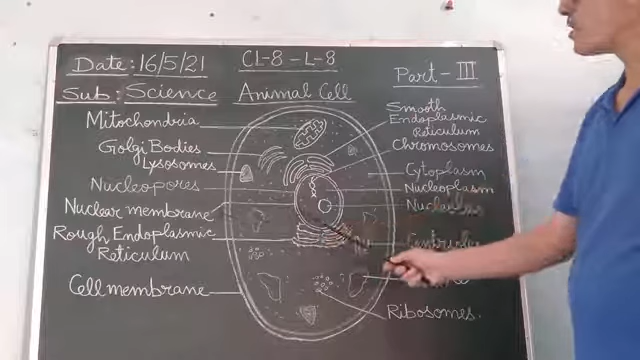 Date: 16/5/21
CL-8 - L-8
Part - III
Sub: Science
Animal Cell
Mitochondria
Golgi Bodies
Lysosomes
Nucleopores
Nuclear membrane
Rough Endoplasmic
Reticulum
Cell membrane
Smooth
Endoplasmic
Reticulum
Chromosomes
Cytoplasm
Nucleoplasm
Ribosomes.